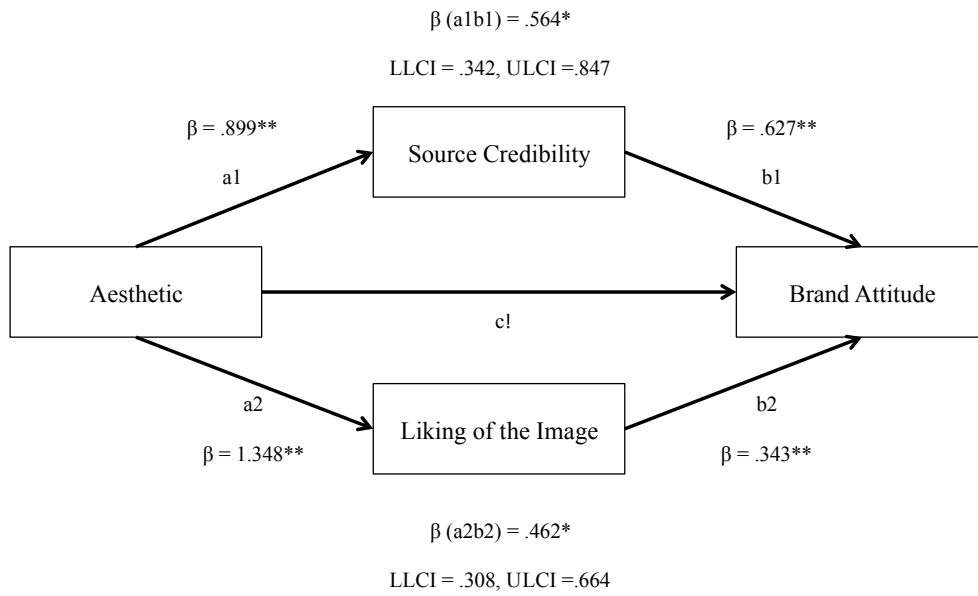 β (a1b1) = .564*
LLCI = .342, ULCI =.847
β = .899**
β = .627**
Source Credibility
a1
b1
Aesthetic
Brand Attitude
c!
a2
b2
Liking of the Image
β = 1.348**
β = .343**
β (a2b2) = .462*
LLCI = .308, ULCI =.664